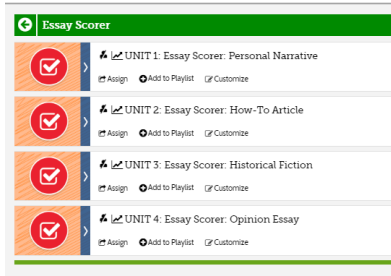 Essay Scorer
UNIT 1: Essay Scorer: Personal Narrative
Assign Add to Playlist Customize
UNIT 2: Essay Scorer: How-To Article
Assign Add to Playlist Customize
UNIT 3: Essay Scorer: Historical Fiction
Assign Add to Playlist Customize
UNIT 4: Essay Scorer: Opinion Essay
Assign Add to Playlist Customize